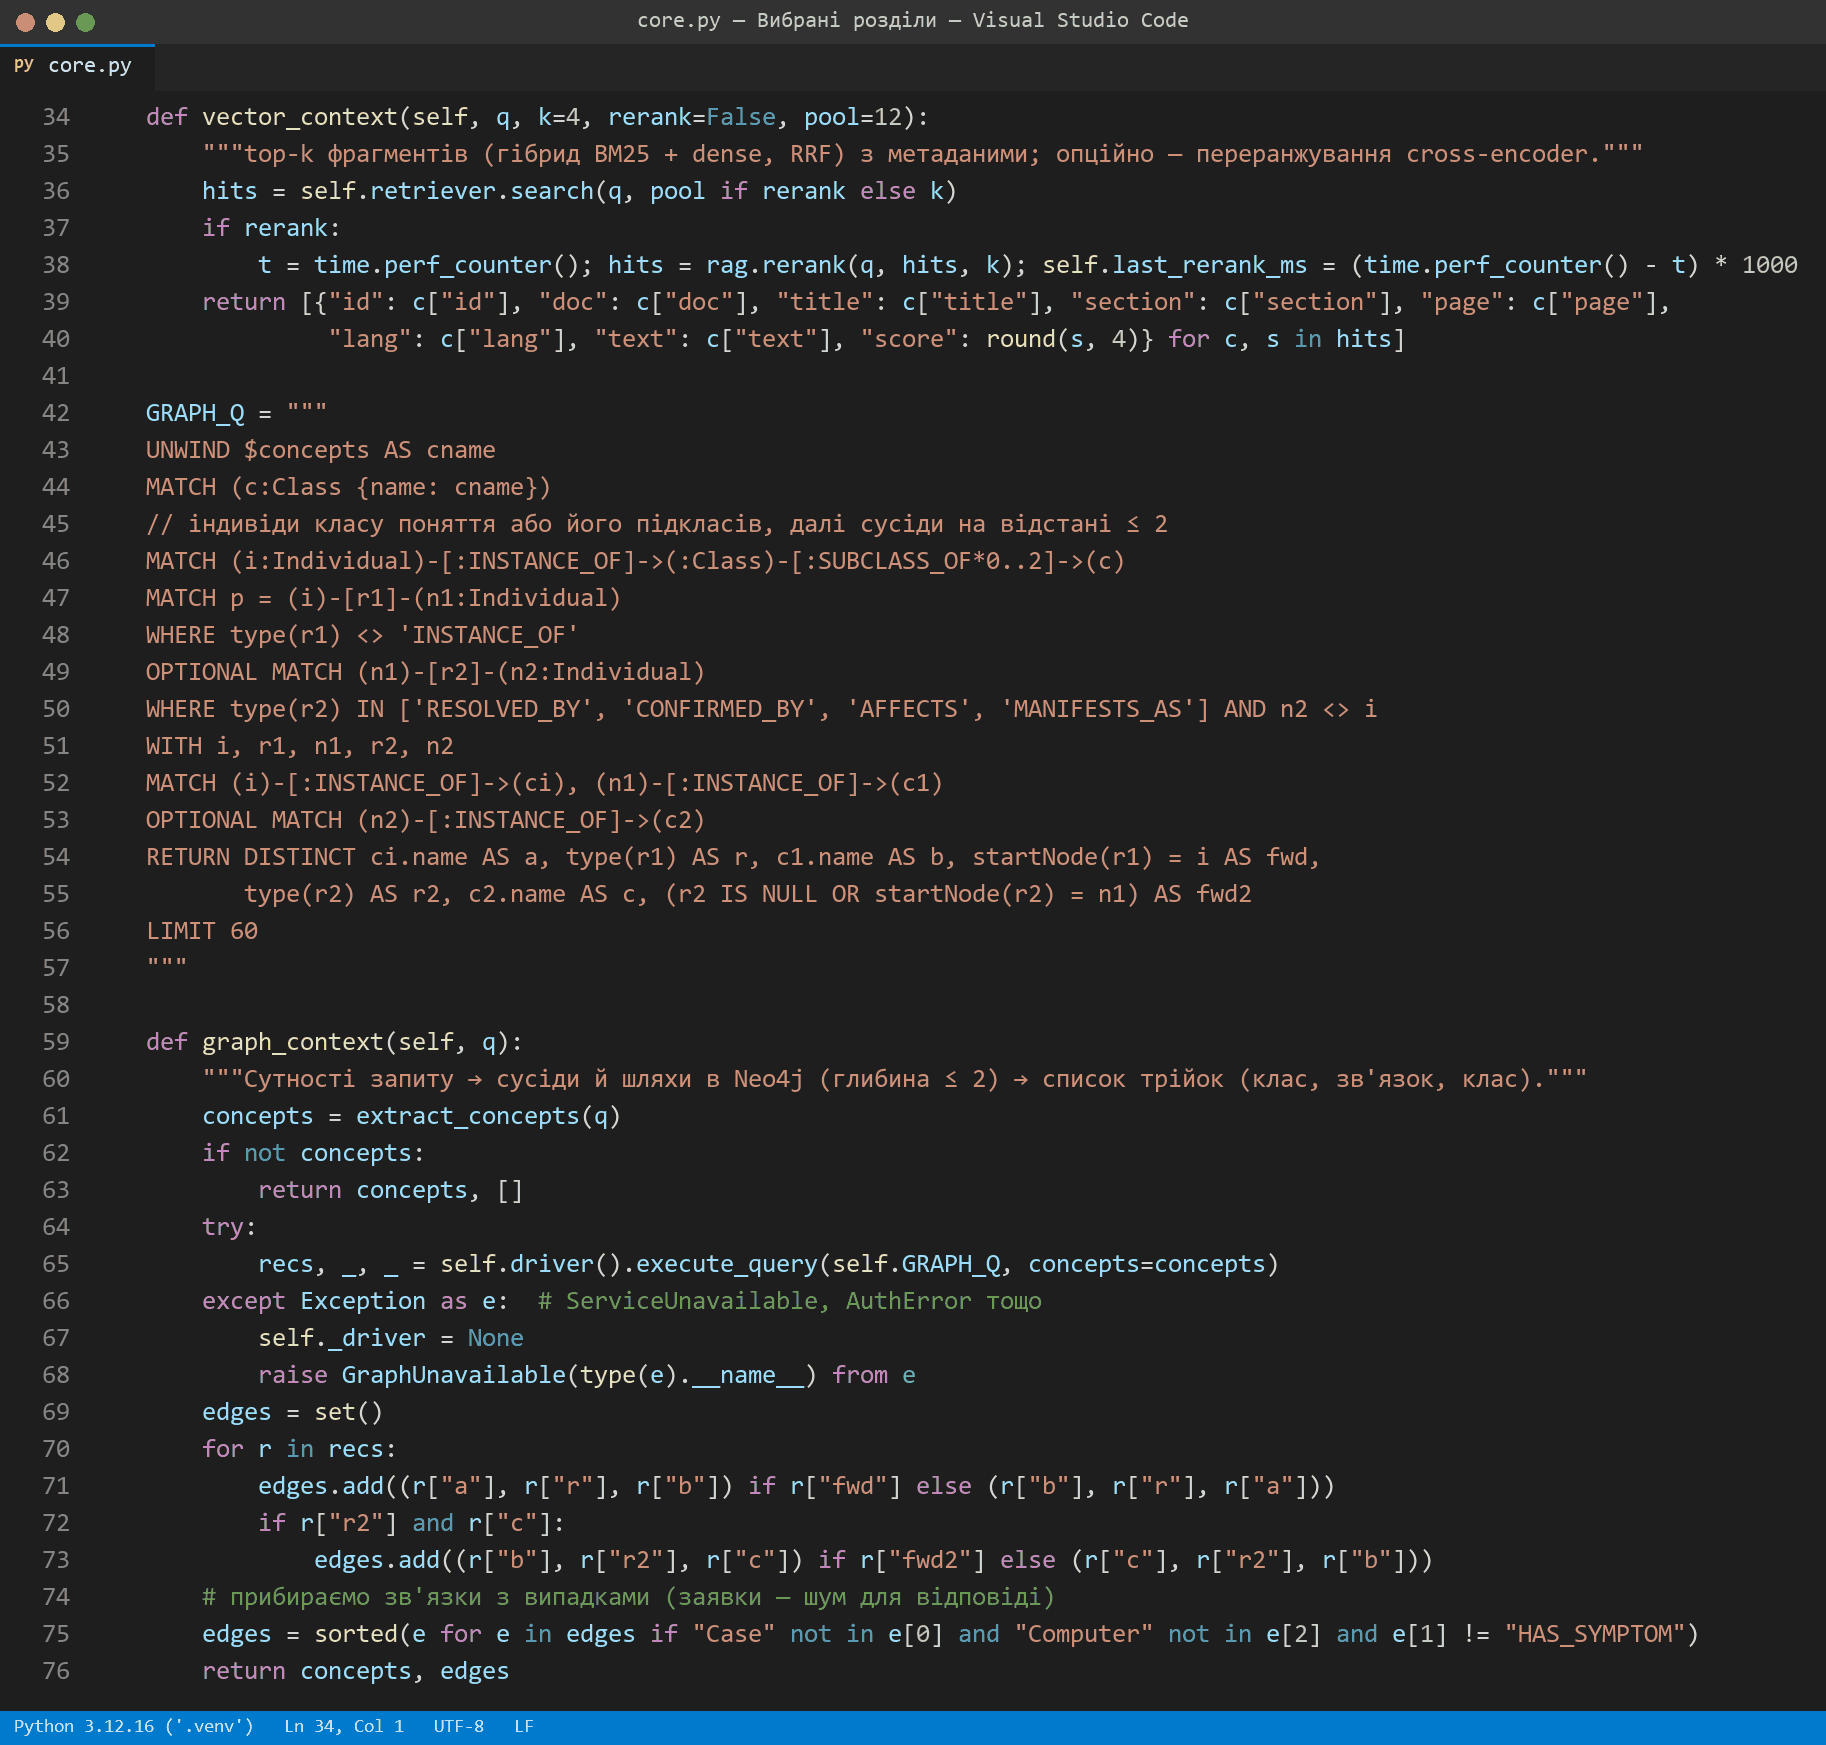 core.py — Вибрані розділи — Visual Studio Code
py core.py
34     def vector_context(self, q, k=4, rerank=False, pool=12):
35         """top-k фрагментів (гібрид BM25 + dense, RRF) з метаданими; опційно — переранжування cross-encoder."""
36         hits = self.retriever.search(q, pool if rerank else k)
37         if rerank:
38             t = time.perf_counter(); hits = rag.rerank(q, hits, k); self.last_rerank_ms = (time.perf_counter() - t) * 1000
39         return [{"id": c["id"], "doc": c["doc"], "title": c["title"], "section": c["section"], "page": c["page"],
40                  "lang": c["lang"], "text": c["text"], "score": round(s, 4)} for c, s in hits]
41
42     GRAPH_Q = """
43     UNWIND $concepts AS cname
44     MATCH (c:Class {name: cname})
45     // індивіди класу поняття або його підкласів, далі сусіди на відстані ≤ 2
46     MATCH (i:Individual)-[:INSTANCE_OF]->(:Class)-[:SUBCLASS_OF*0..2]->(c)
47     MATCH p = (i)-[r1]-(n1:Individual)
48     WHERE type(r1) <> 'INSTANCE_OF'
49     OPTIONAL MATCH (n1)-[r2]-(n2:Individual)
50     WHERE type(r2) IN ['RESOLVED_BY', 'CONFIRMED_BY', 'AFFECTS', 'MANIFESTS_AS'] AND n2 <> i
51     WITH i, r1, n1, r2, n2
52     MATCH (i)-[:INSTANCE_OF]->(ci), (n1)-[:INSTANCE_OF]->(c1)
53     OPTIONAL MATCH (n2)-[:INSTANCE_OF]->(c2)
54     RETURN DISTINCT ci.name AS a, type(r1) AS r, c1.name AS b, startNode(r1) = i AS fwd,
55            type(r2) AS r2, c2.name AS c, (r2 IS NULL OR startNode(r2) = n1) AS fwd2
56     LIMIT 60
57     """
58
59     def graph_context(self, q):
60         """Сутності запиту → сусіди й шляхи в Neo4j (глибина ≤ 2) → список трійок (клас, зв'язок, клас)."""
61         concepts = extract_concepts(q)
62         if not concepts:
63             return concepts, []
64         try:
65             recs, _, _ = self.driver().execute_query(self.GRAPH_Q, concepts=concepts)
66         except Exception as e:  # ServiceUnavailable, AuthError тощо
67             self._driver = None
68             raise GraphUnavailable(type(e).__name__) from e
69         edges = set()
70         for r in recs:
71             edges.add((r["a"], r["r"], r["b"]) if r["fwd"] else (r["b"], r["r"], r["a"]))
72             if r["r2"] and r["c"]:
73                 edges.add((r["b"], r["r2"], r["c"]) if r["fwd2"] else (r["c"], r["r2"], r["b"]))
74         # прибираємо зв'язки з випадками (заявки — шум для відповіді)
75         edges = sorted(e for e in edges if "Case" not in e[0] and "Computer" not in e[2] and e[1] != "HAS_SYMPTOM")
76         return concepts, edges
Python 3.12.16 ('.venv')   Ln 34, Col 1   UTF-8   LF